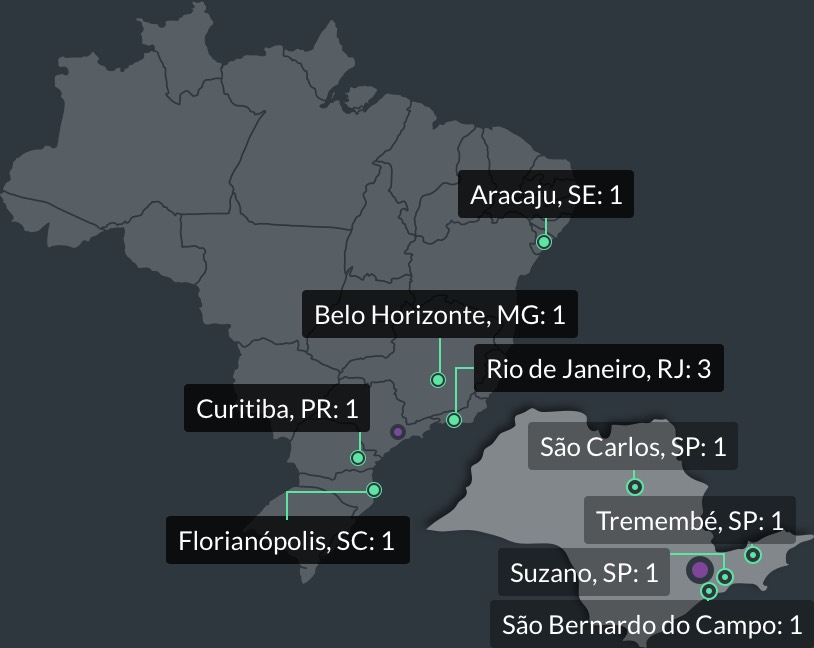 Aracaju, SE: 1
Belo Horizonte, MG: 1
Rio de Janeiro, RJ: 3
Curitiba, PR: 1
São Carlos, SP: 1
Tremembé, SP: 1
Florianópolis, SC: 1
Suzano, SP: 1
São Bernardo do Campo: 1